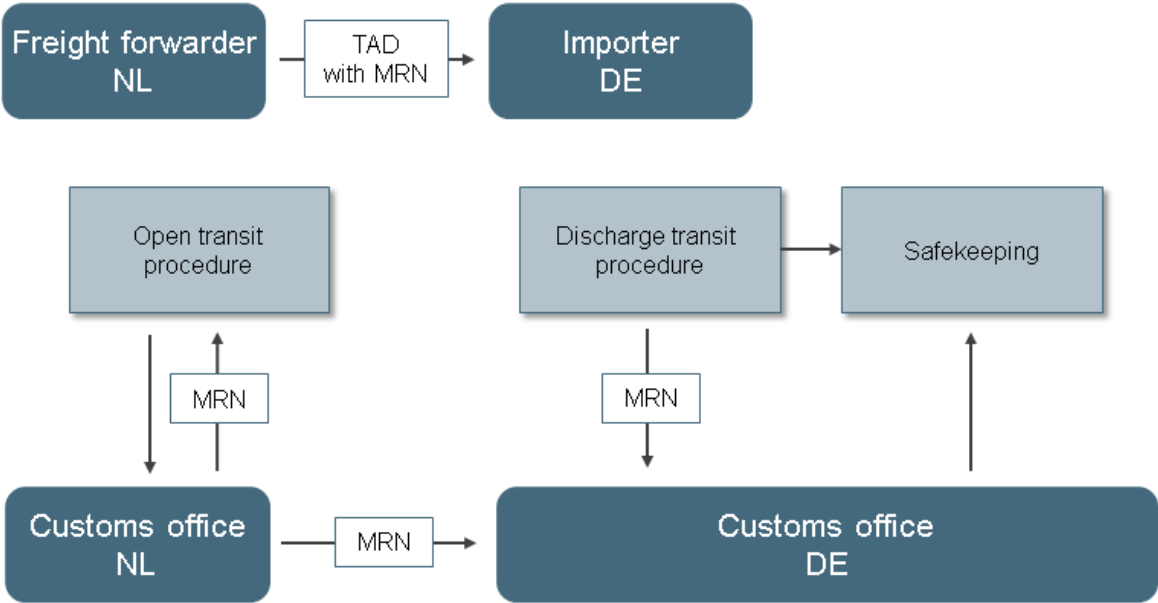 Freight forwarder
NL
TAD
with MRN
Importer
DE
Open transit
procedure
Discharge transit
procedure
Safekeeping
MRN
MRN
Customs office
NL
MRN
Customs office
DE